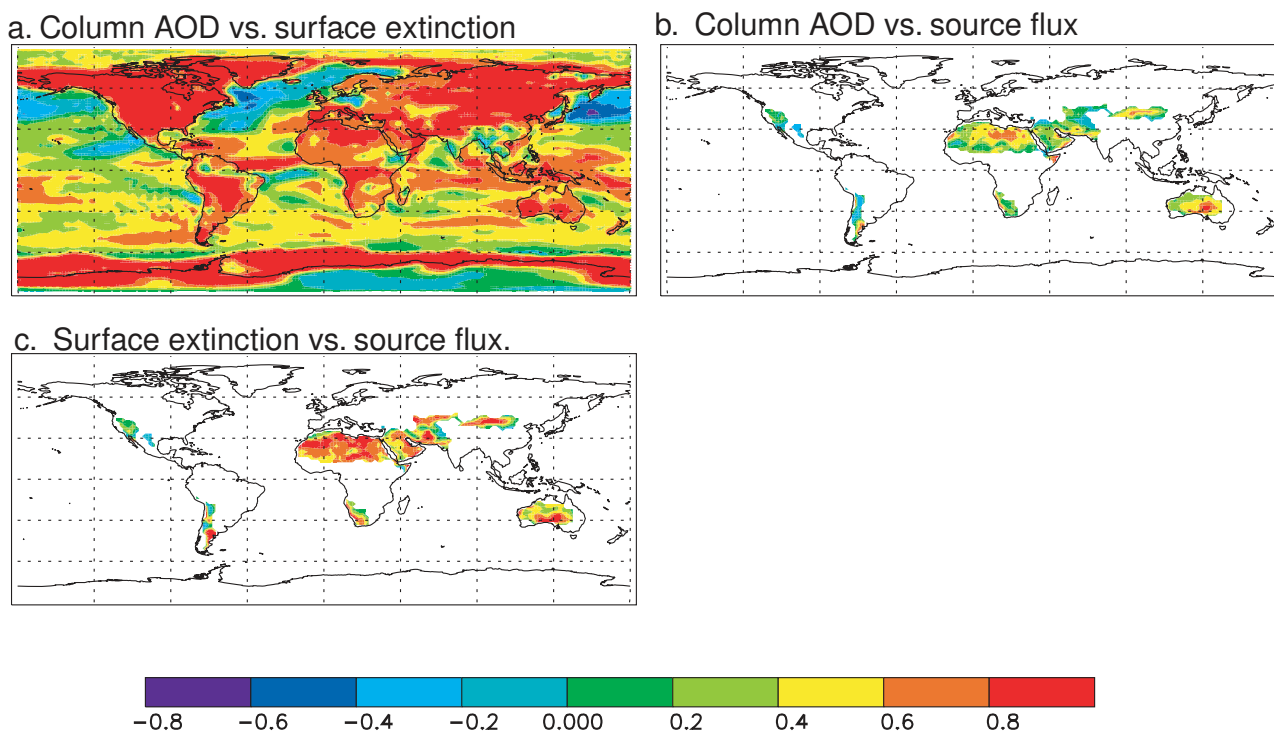 a. Column AOD vs. surface extinction
b. Column AOD vs. source flux
c. Surface extinction vs. source flux.
−0.8 −0.6 −0.4 −0.2 0.000 0.2 0.4 0.6 0.8